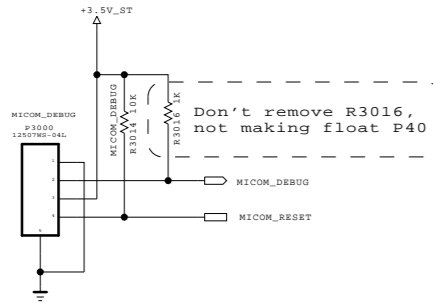 +3.5V_ST
MICOM_DEBUG
P3000
12507WS-04L
1
2
3
4
5
MICOM_DEBUG
R3014 10K
R3016 1K
Don't remove R3016,
not making float P40
MICOM_DEBUG
MICOM_RESET